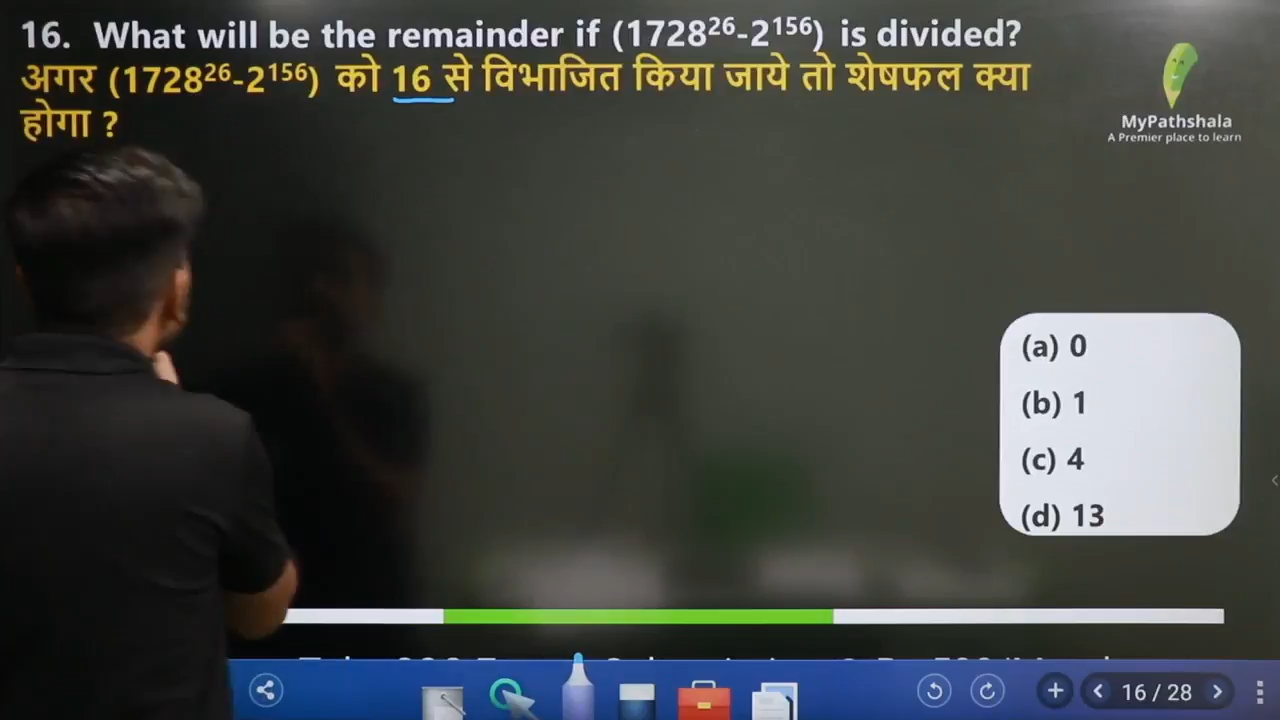 16. What will be the remainder if (1728²⁶-2¹⁵⁶) is divided?
अगर (1728²⁶-2¹⁵⁶) को 16 से विभाजित किया जाये तो शेषफल क्या
होगा ?
MyPathshala
A Premier place to learn
(a) 0
(b) 1
(c) 4
(d) 13
16 / 28